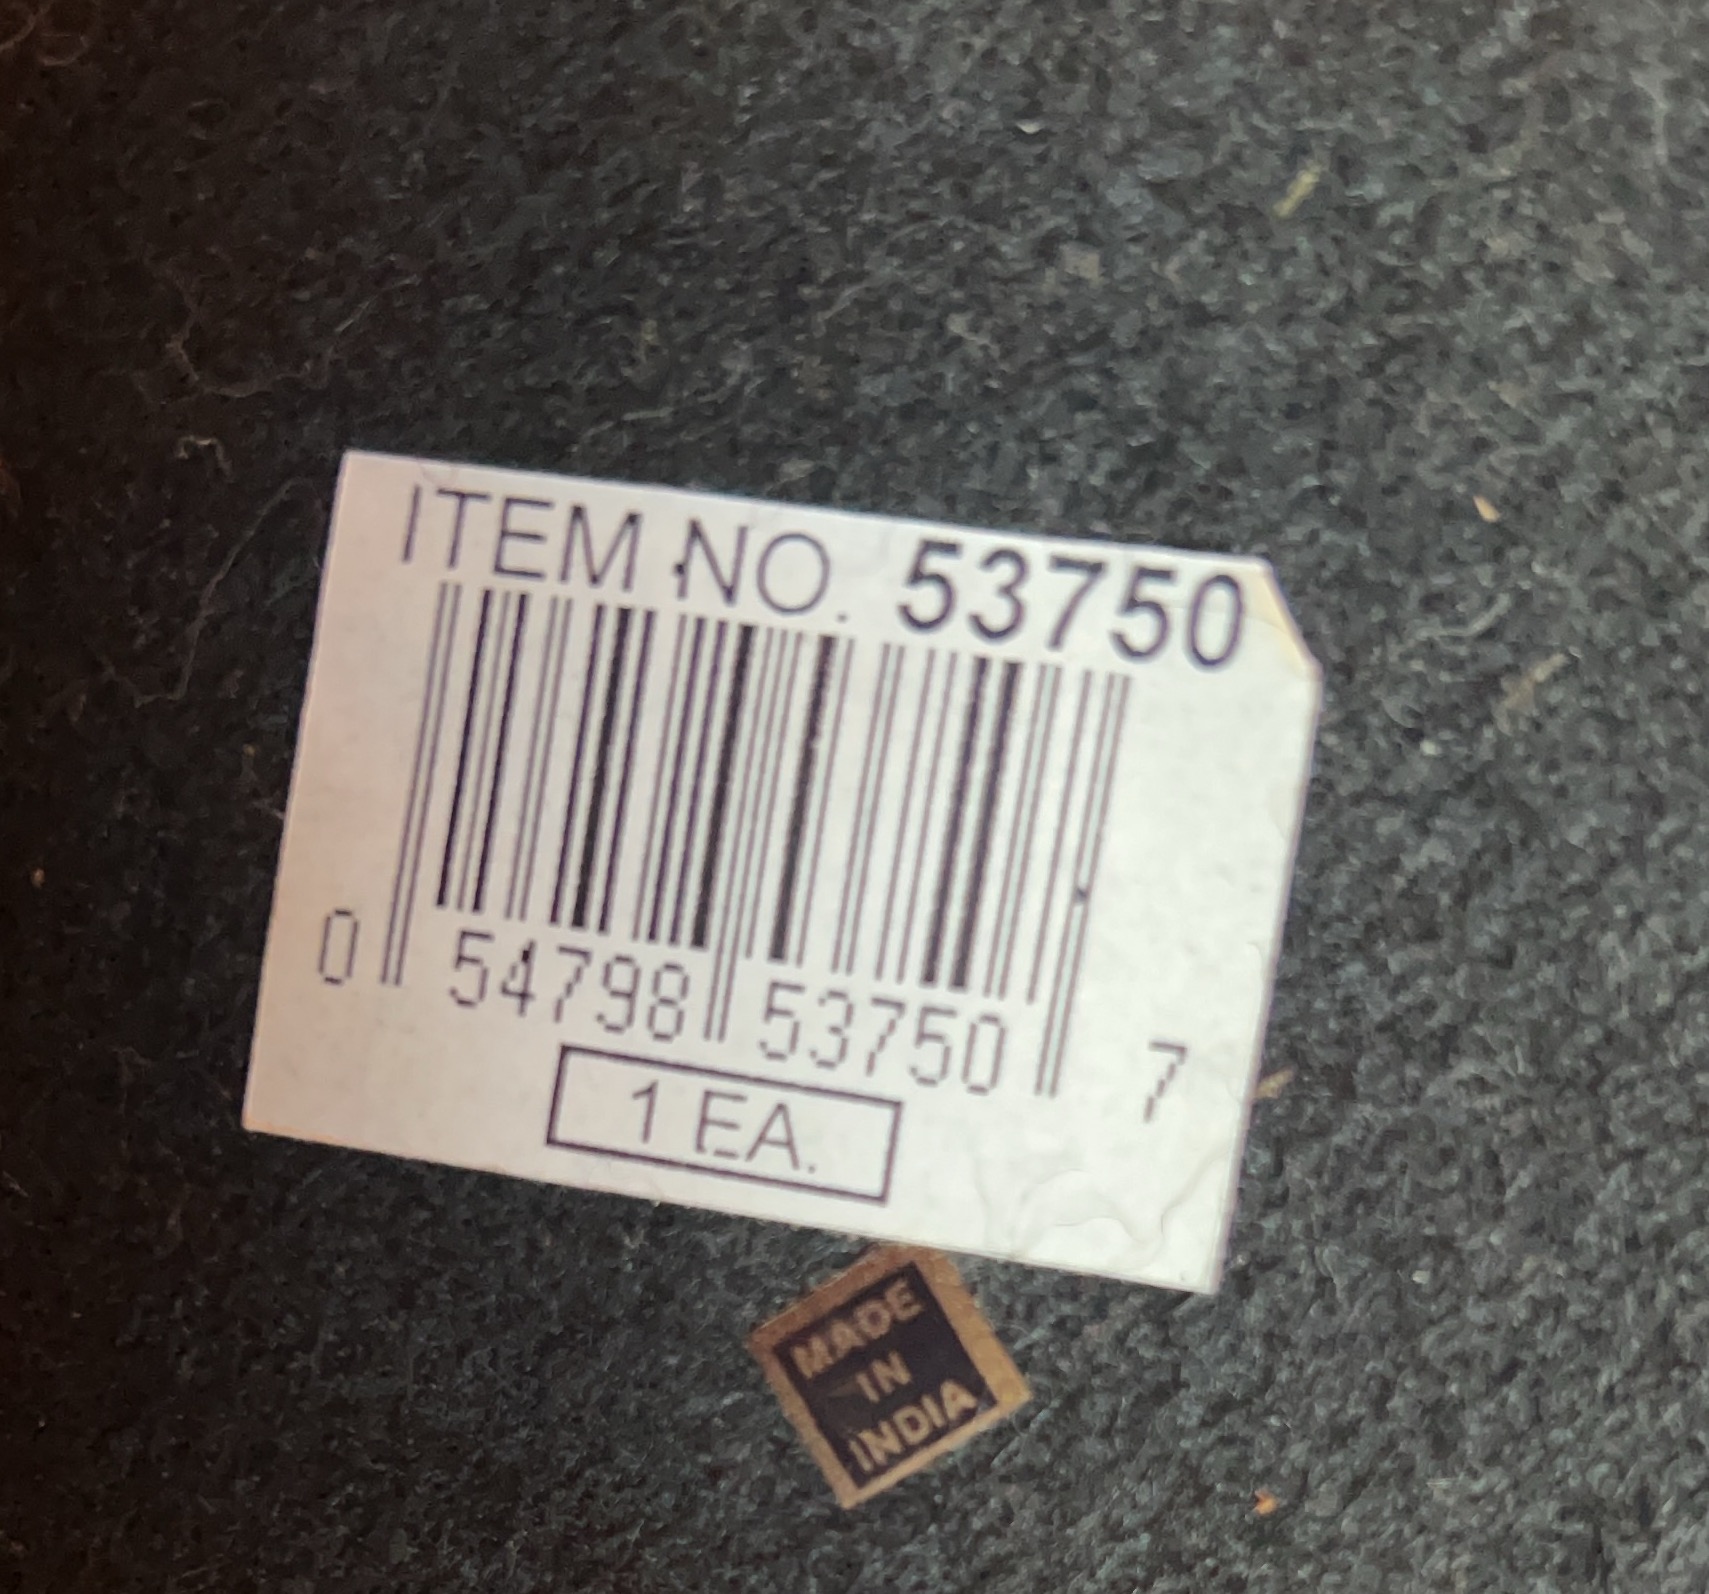 ITEM NO. 53750
0 54798 53750 7
1 EA.
MADE
IN
INDIA